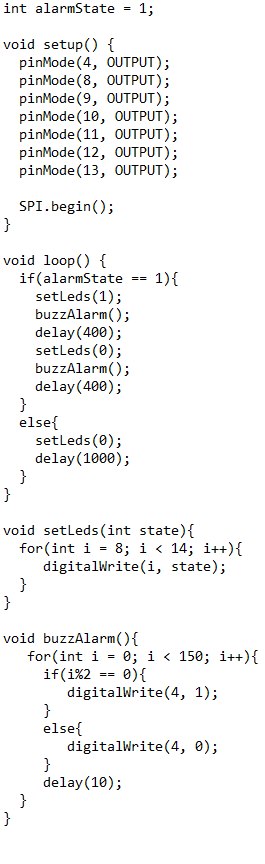 int alarmState = 1;

void setup() {
  pinMode(4, OUTPUT);
  pinMode(8, OUTPUT);
  pinMode(9, OUTPUT);
  pinMode(10, OUTPUT);
  pinMode(11, OUTPUT);
  pinMode(12, OUTPUT);
  pinMode(13, OUTPUT);

  SPI.begin();
}

void loop() {
  if(alarmState == 1){
    setLeds(1);
    buzzAlarm();
    delay(400);
    setLeds(0);
    buzzAlarm();
    delay(400);
  }
  else{
    setLeds(0);
    delay(1000);
  }
}

void setLeds(int state){
  for(int i = 8; i < 14; i++){
     digitalWrite(i, state);
  }
}

void buzzAlarm(){
   for(int i = 0; i < 150; i++){
     if(i%2 == 0){
        digitalWrite(4, 1);
     }
     else{
        digitalWrite(4, 0);
     }
     delay(10);
  }
}